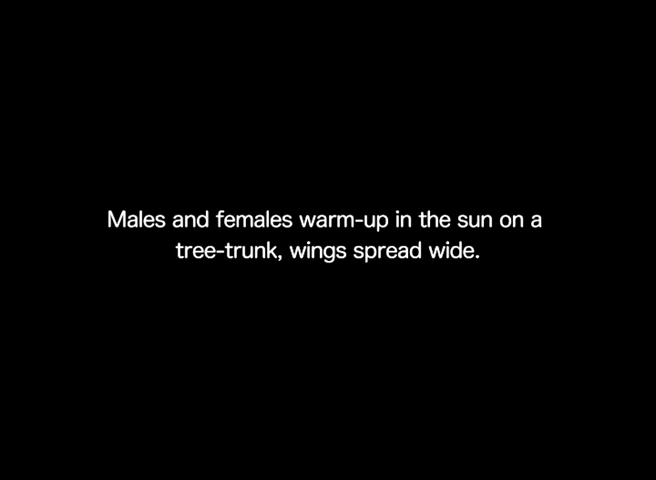 Males and females warm-up in the sun on a
tree-trunk, wings spread wide.